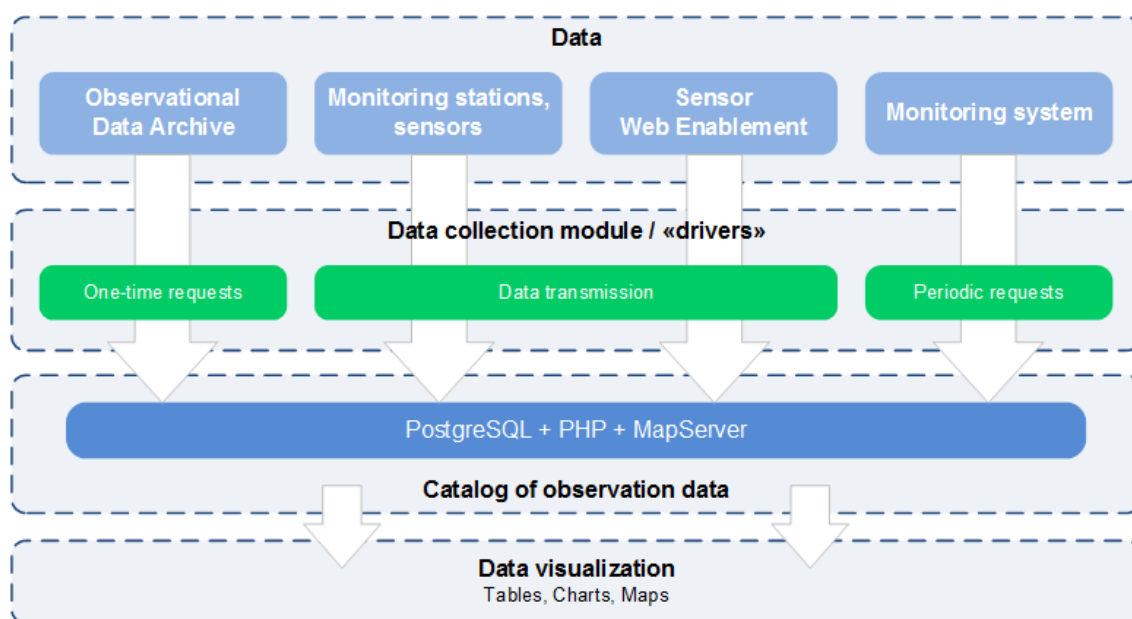 Data
Observational
Data Archive
Monitoring stations,
sensors
Sensor
Web Enablement
Monitoring system
Data collection module / «drivers»
One-time requests
Data transmission
Periodic requests
PostgreSQL + PHP + MapServer
Catalog of observation data
Data visualization
Tables, Charts, Maps